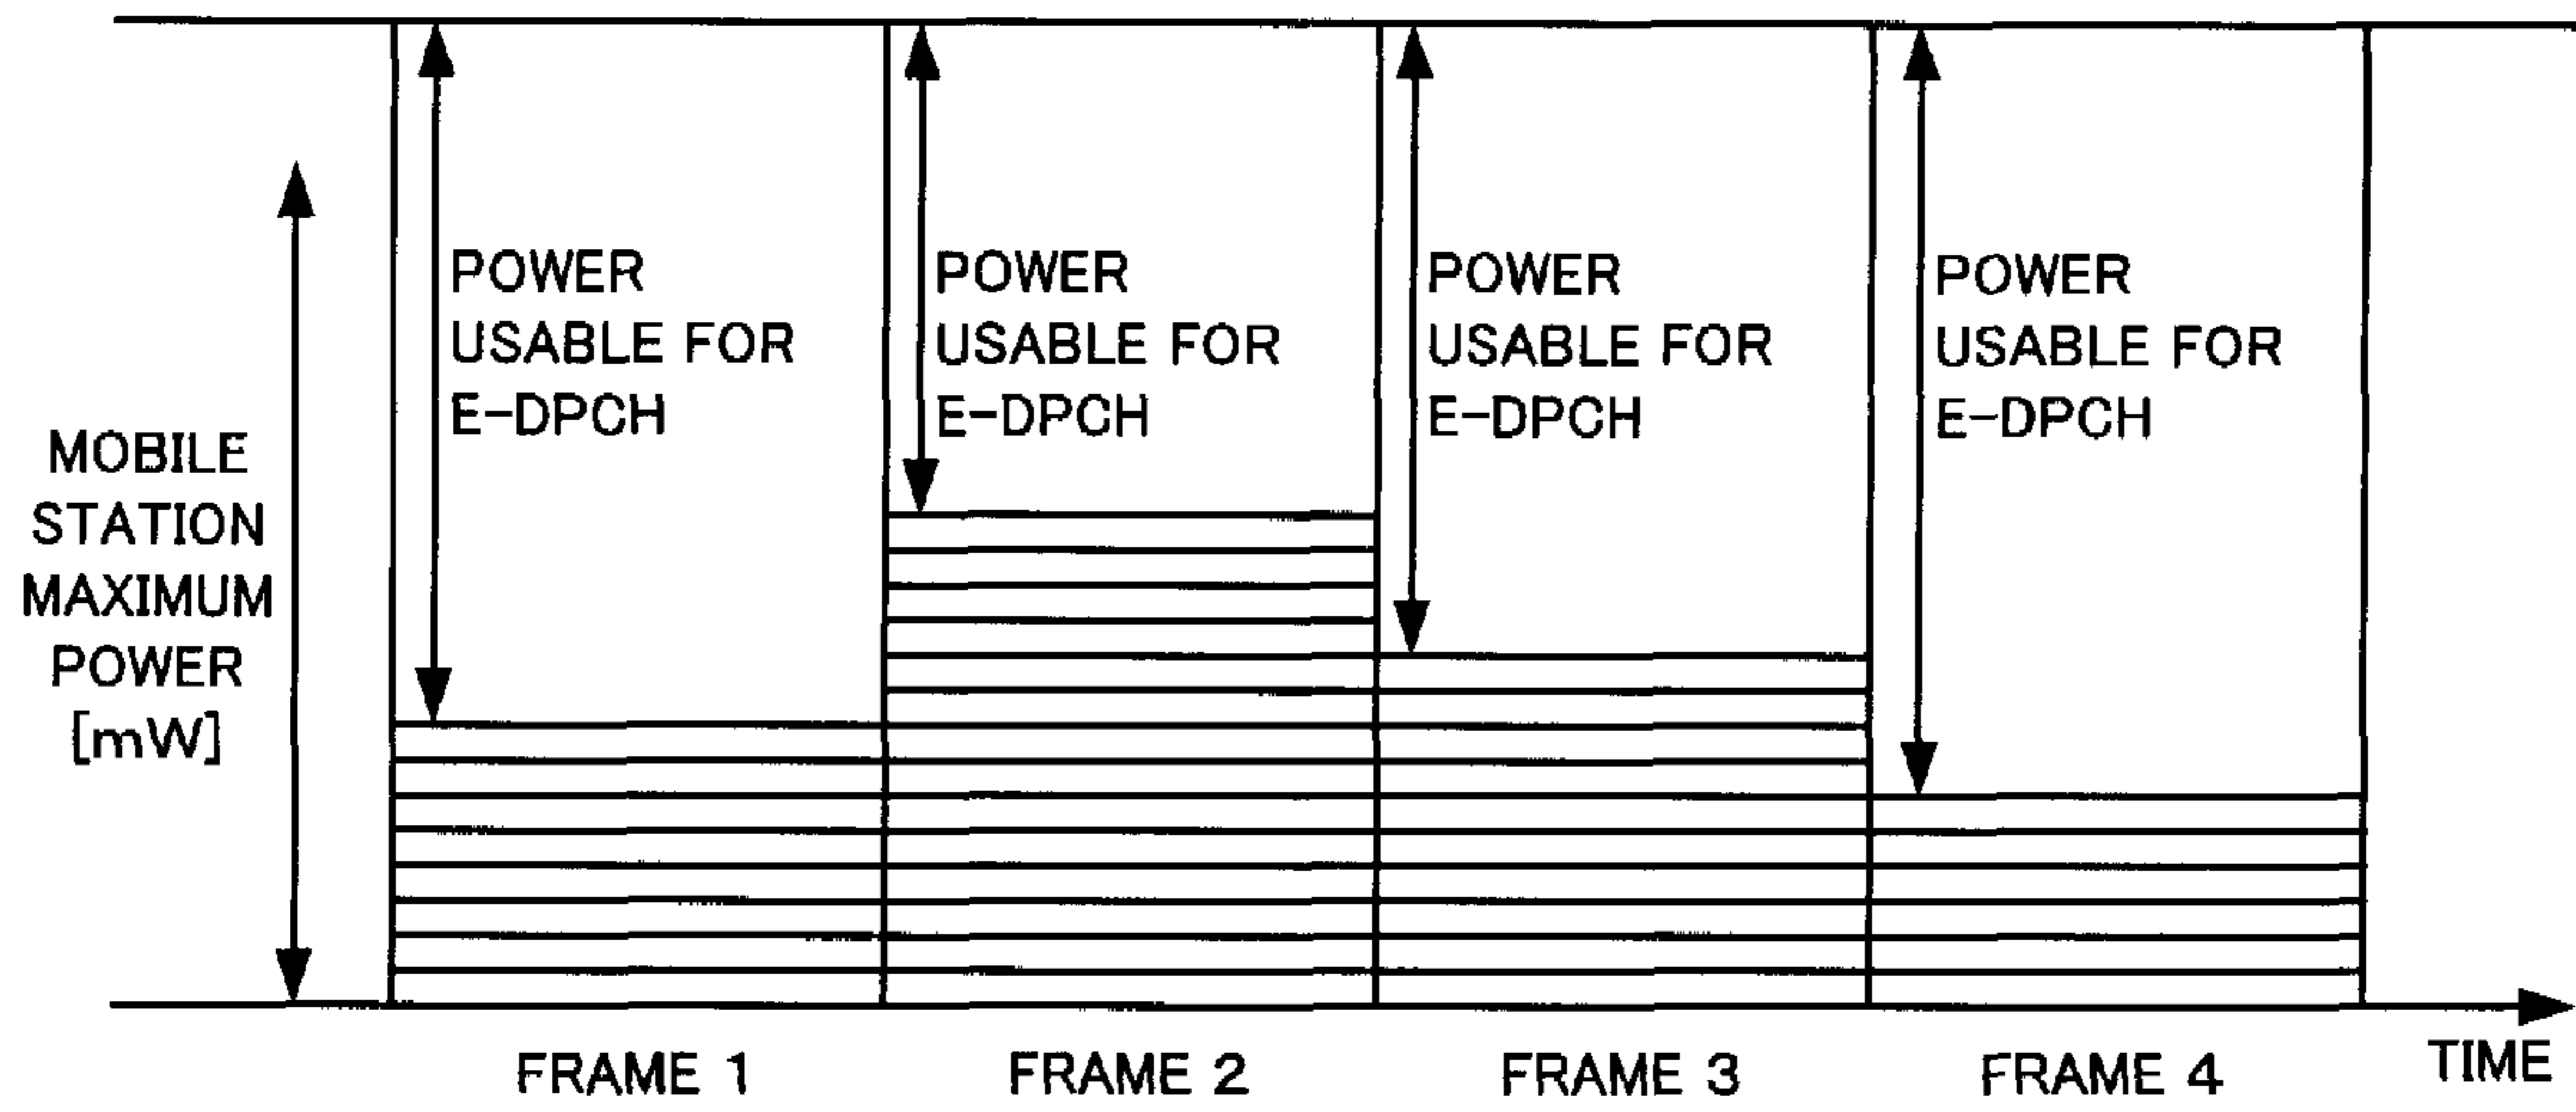 POWER
USABLE FOR
E-DPCH
POWER
USABLE FOR
E-DPCH
POWER
USABLE FOR
E-DPCH
POWER
USABLE FOR
E-DPCH
MOBILE
STATION
MAXIMUM
POWER
[mW]
FRAME 1
FRAME 2
FRAME 3
FRAME 4
TIME